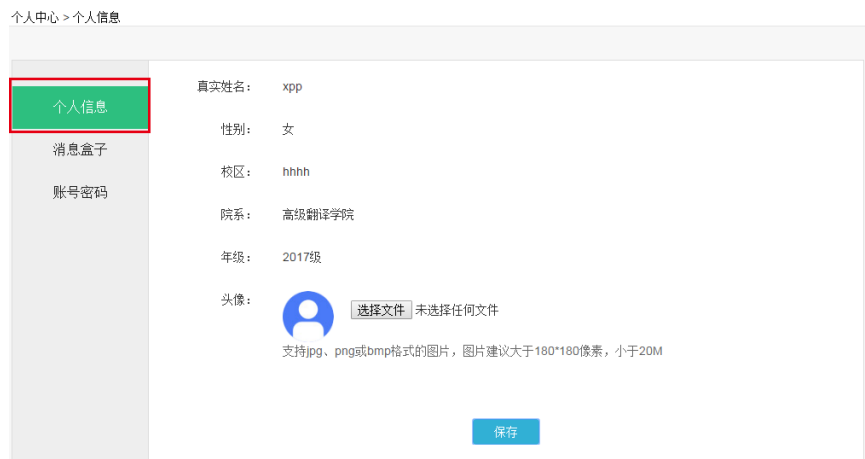 个人中心 > 个人信息
个人信息
消息盒子
账号密码
真实姓名： xpp
性别： 女
校区： hhhh
院系： 高级翻译学院
年级： 2017级
头像： 选择文件 未选择任何文件
支持jpg、png或bmp格式的图片，图片建议大于180*180像素，小于20M
保存